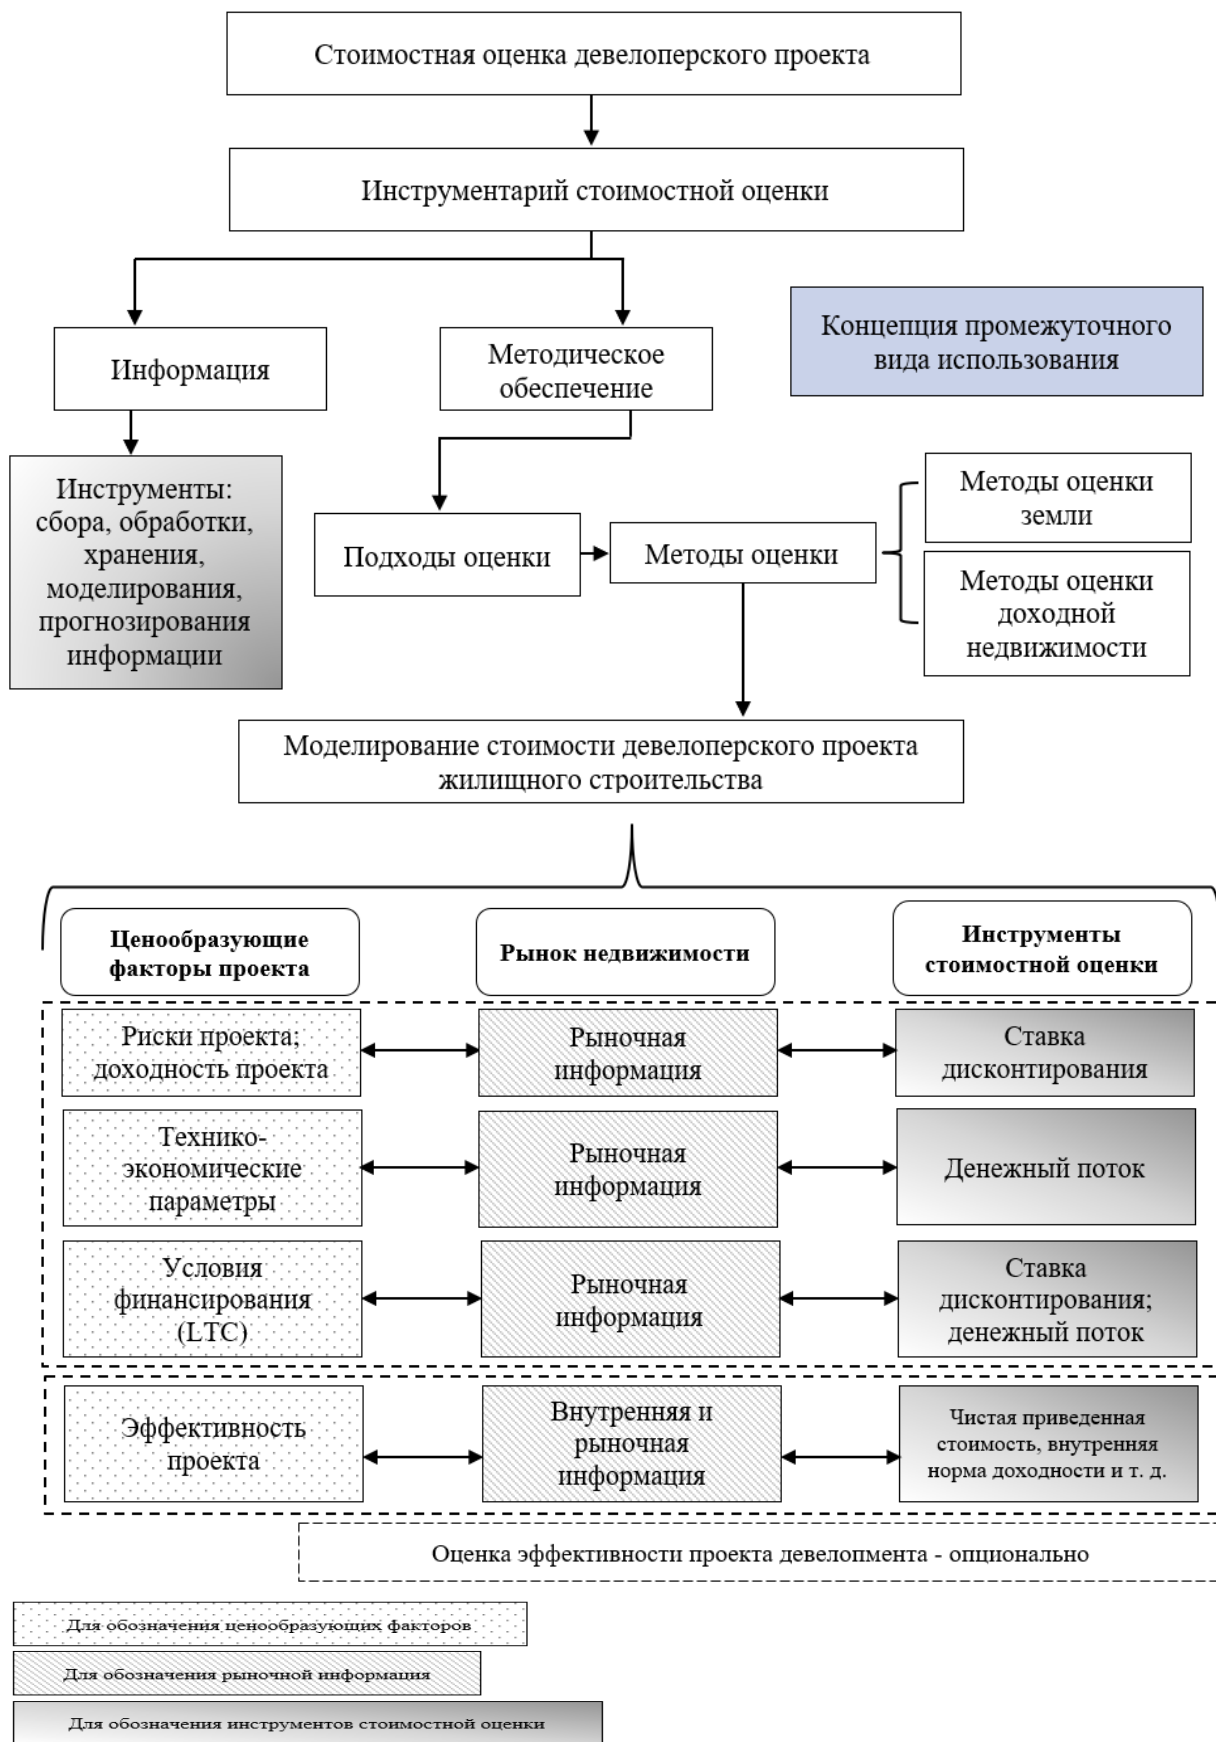 Стоимостная оценка девелоперского проекта
Инструментарий стоимостной оценки
Концепция промежуточного
вида использования
Информация
Методическое
обеспечение
Инструменты:
сбора, обработки,
хранения,
моделирования,
прогнозирования
информации
Подходы оценки
Методы оценки
Методы оценки
земли
Методы оценки
доходной
недвижимости
Моделирование стоимости девелоперского проекта
жилищного строительства
Ценообразующие
факторы проекта
Рынок недвижимости
Инструменты
стоимостной оценки
Риски проекта;
доходность проекта
Рыночная
информация
Ставка
дисконтирования
Технико-
экономические
параметры
Рыночная
информация
Денежный поток
Условия
финансирования
(LTC)
Рыночная
информация
Ставка
дисконтирования;
денежный поток
Эффективность
проекта
Внутренняя и
рыночная
информация
Чистая приведенная
стоимость, внутренняя
норма доходности и т. д.
Оценка эффективности проекта девелопмента - опционально
Для обозначения ценообразующих факторов
Для обозначения рыночной информация
Для обозначения инструментов стоимостной оценки